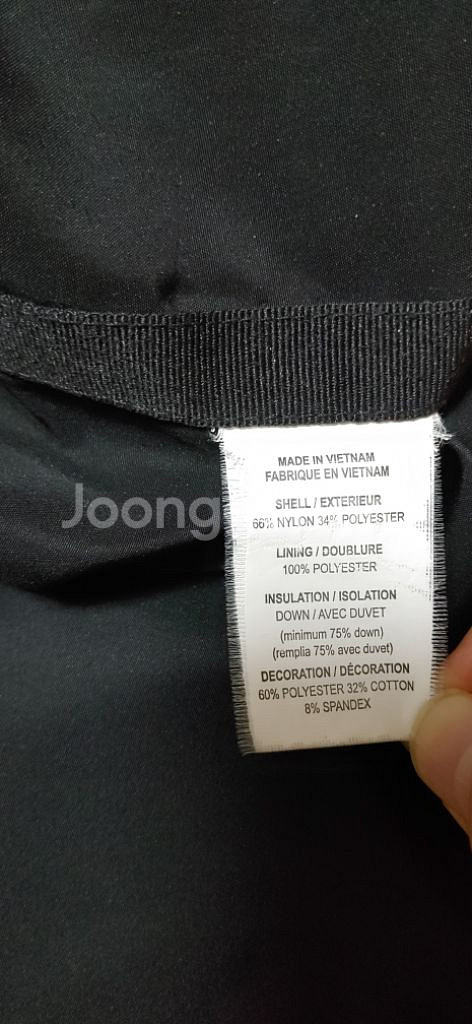 Joong
MADE IN VIETNAM
FABRIQUE EN VIETNAM
SHELL / EXTERIEUR
66% NYLON 34% POLYESTER
LINING / DOUBLURE
100% POLYESTER
INSULATION / ISOLATION
DOWN / AVEC DUVET
(minimum 75% down)
(remplia 75% avec duvet)
DECORATION / DÉCORATION
60% POLYESTER 32% COTTON
8% SPANDEX